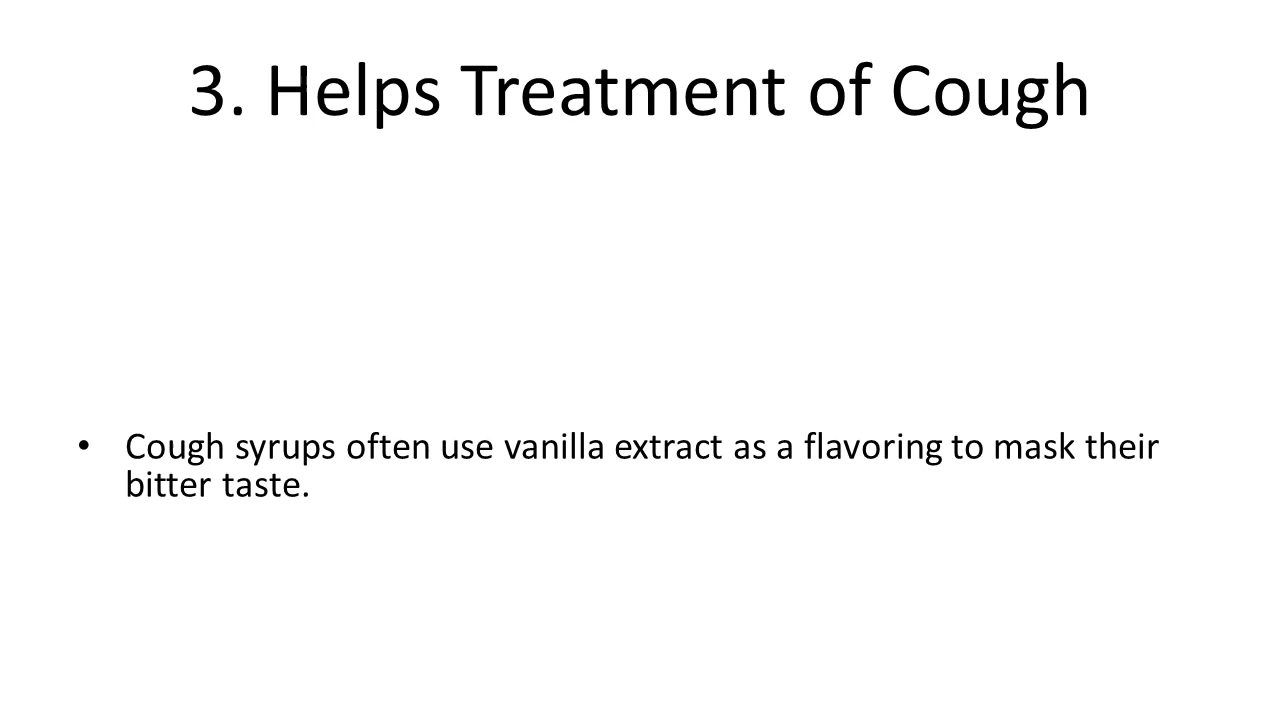 3. Helps Treatment of Cough
• Cough syrups often use vanilla extract as a flavoring to mask their
bitter taste.